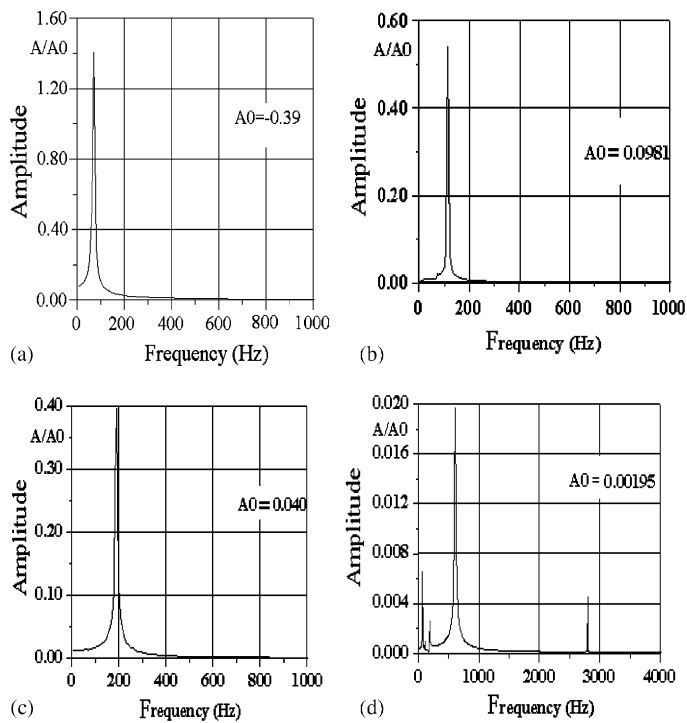 1.60
A/A0
1.20
0.80
0.40
0.00
Amplitude
A0=-0.39
0 200 400 600 800 1000
Frequency (Hz)
(a)
0.60
A/A0
0.40
0.20
0.00
Amplitude
A0 = 0.0981
0 200 400 600 800 1000
Frequency (Hz)
(b)
0.40
A/A0
0.30
0.20
0.10
0.00
Amplitude
A0 = 0.040
0 200 400 600 800 1000
Frequency (Hz)
(c)
0.020
A/A0
0.016
0.012
0.008
0.004
0.000
Amplitude
A0 = 0.00195
0 1000 2000 3000 4000
Frequency (Hz)
(d)